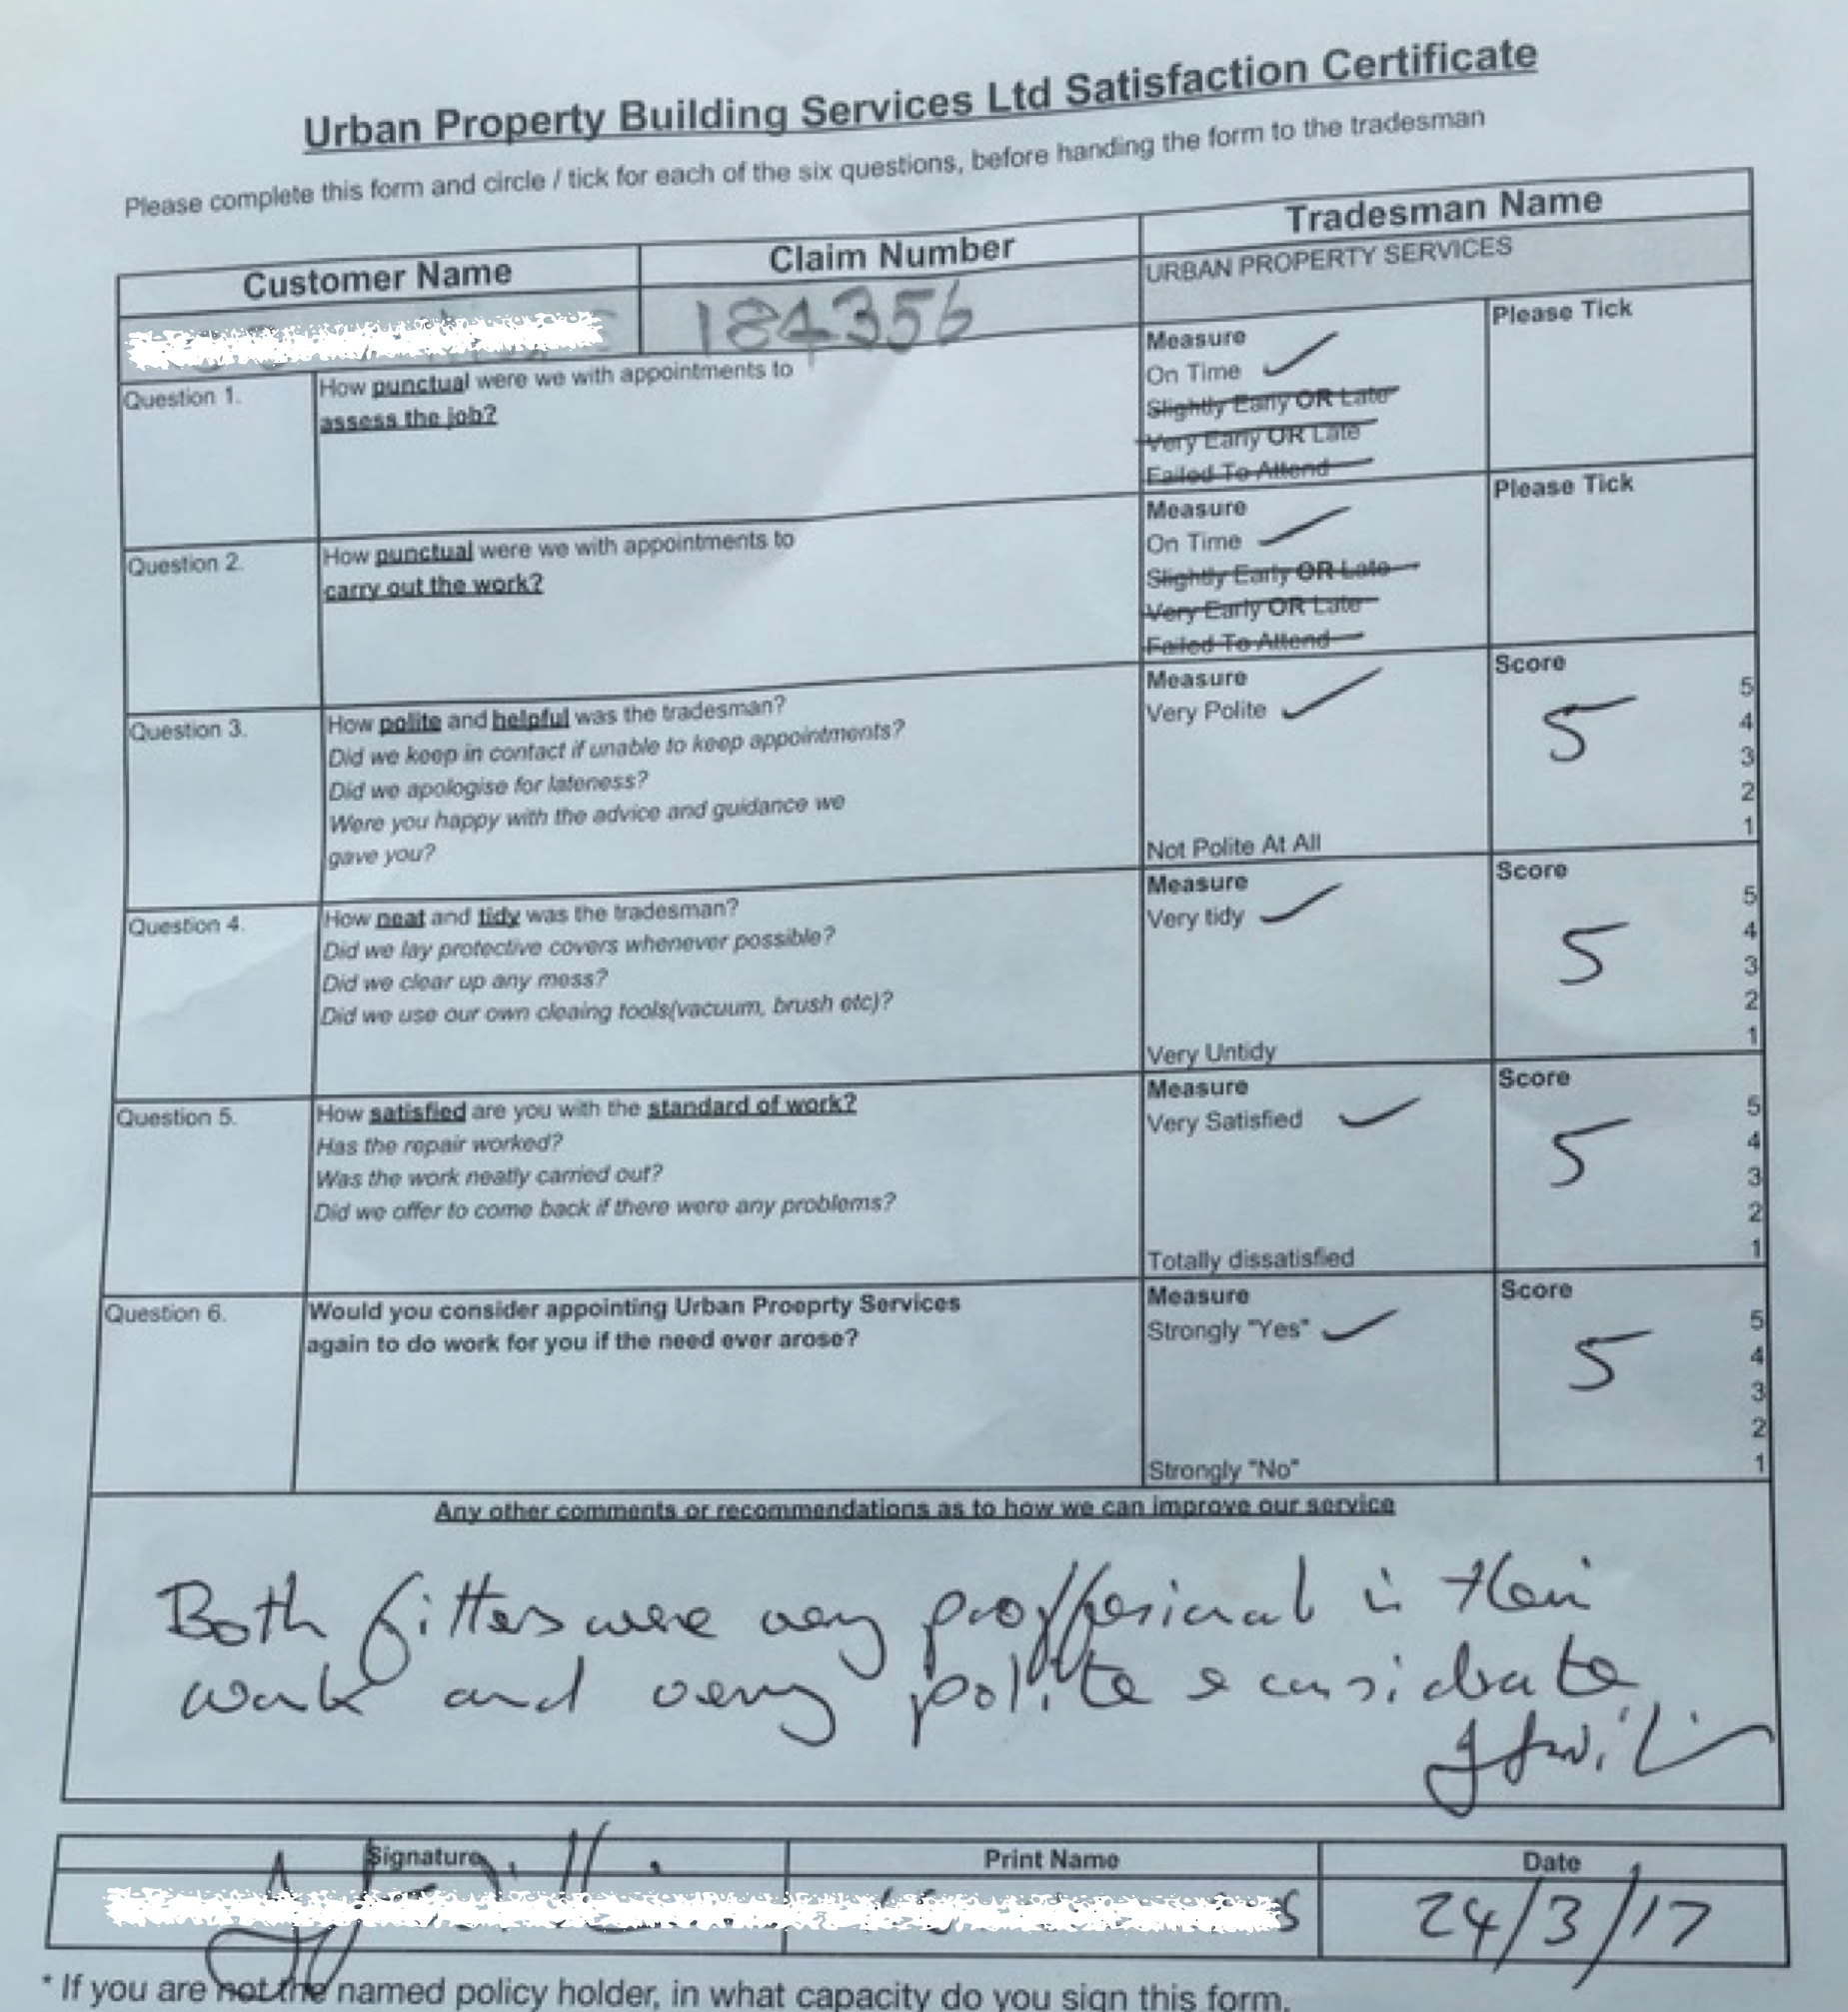 Urban Property Building Services Ltd Satisfaction Certificate
Please complete this form and circle / tick for each of the six questions, before handing the form to the tradesman
Customer Name
Claim Number
Tradesman Name
184356
URBAN PROPERTY SERVICES
Question 1.
How punctual were we with appointments to
assess the job?
Measure
On Time ✓
Slightly Early OR Late
Very Early OR Late
Failed To Attend
Please Tick
Question 2.
How punctual were we with appointments to
carry out the work?
Measure
On Time ✓
Slightly Early OR Late
Very Early OR Late
Failed To Attend
Please Tick
Question 3.
How polite and helpful was the tradesman?
Did we keep in contact if unable to keep appointments?
Did we apologise for lateness?
Were you happy with the advice and guidance we
gave you?
Measure
Very Polite ✓
Not Polite At All
Score
5
5
4
3
2
1
Question 4.
How neat and tidy was the tradesman?
Did we lay protective covers whenever possible?
Did we clear up any mess?
Did we use our own cleaing tools(vacuum, brush etc)?
Measure
Very tidy ✓
Very Untidy
Score
5
5
4
3
2
1
Question 5.
How satisfied are you with the standard of work?
Has the repair worked?
Was the work neatly carried out?
Did we offer to come back if there were any problems?
Measure
Very Satisfied ✓
Totally dissatisfied
Score
5
5
4
3
2
1
Question 6.
Would you consider appointing Urban Proeprty Services
again to do work for you if the need ever arose?
Measure
Strongly "Yes" ✓
Strongly "No"
Score
5
5
4
3
2
1
Any other comments or recommendations as to how we can improve our service
Both fitters were very proffesional in their
work and very polite & considrate
Signature
Print Name
Date
24/3/17
* If you are not the named policy holder, in what capacity do you sign this form.